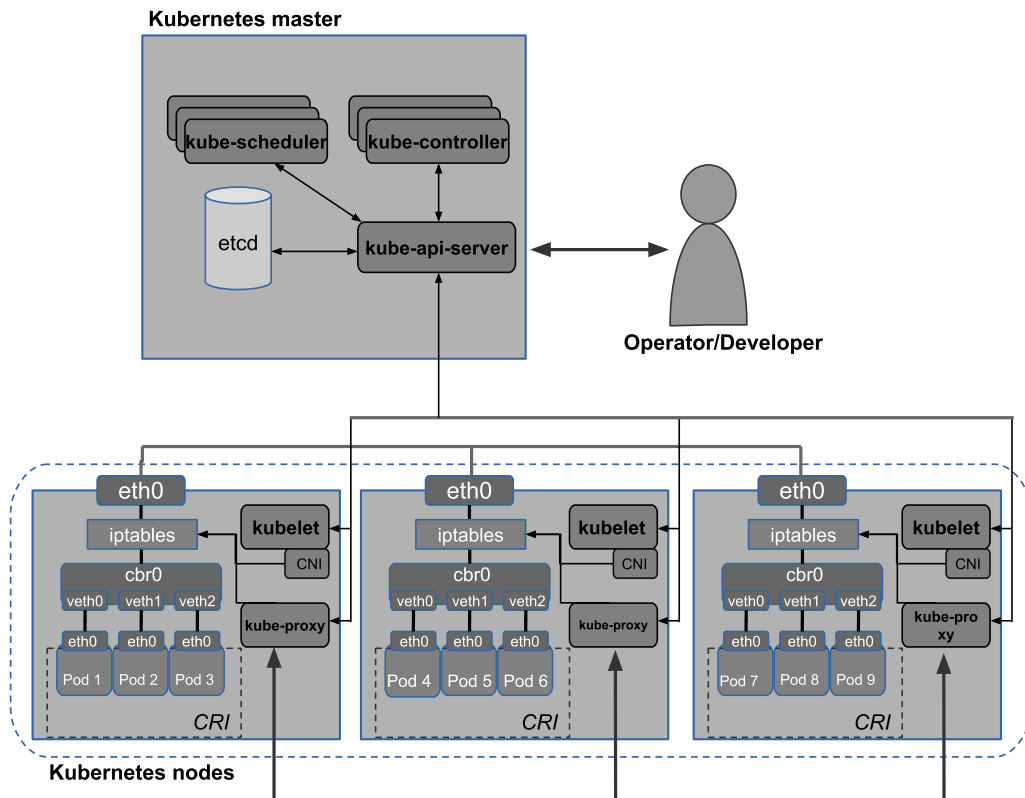 Kubernetes master
kube-scheduler
kube-controller
etcd
kube-api-server
Operator/Developer
eth0
iptables
kubelet
CNI
cbr0
veth0
veth1
veth2
kube-proxy
eth0
eth0
eth0
Pod 1
Pod 2
Pod 3
CRI
eth0
iptables
kubelet
CNI
cbr0
veth0
veth1
veth2
kube-proxy
eth0
eth0
eth0
Pod 4
Pod 5
Pod 6
CRI
eth0
iptables
kubelet
CNI
cbr0
veth0
veth1
veth2
kube-pro
xy
eth0
eth0
eth0
Pod 7
Pod 8
Pod 9
CRI
Kubernetes nodes